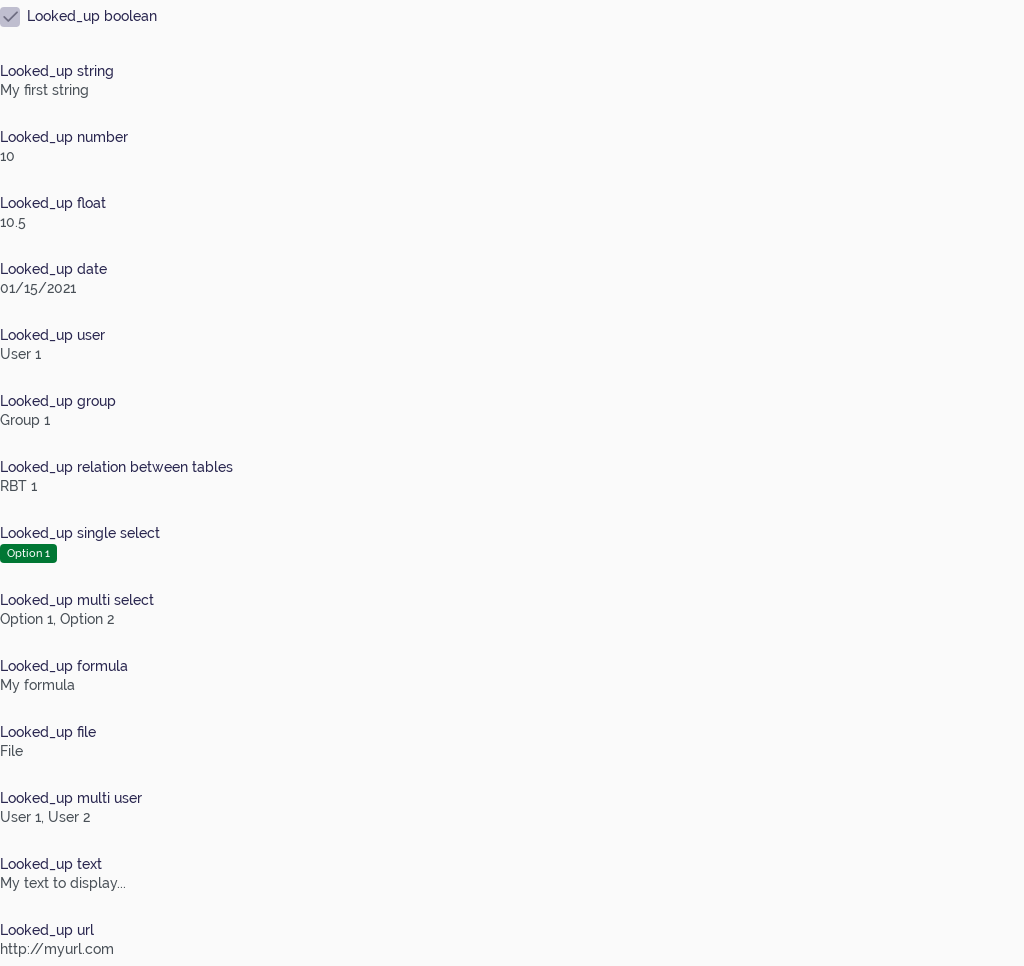 Looked_up boolean
Looked_up string
My first string
Looked_up number
10
Looked_up float
10.5
Looked_up date
01/15/2021
Looked_up user
User 1
Looked_up group
Group 1
Looked_up relation between tables
RBT 1
Looked_up single select
Option 1
Looked_up multi select
Option 1, Option 2
Looked_up formula
My formula
Looked_up file
File
Looked_up multi user
User 1, User 2
Looked_up text
My text to display...
Looked_up url
http://myurl.com